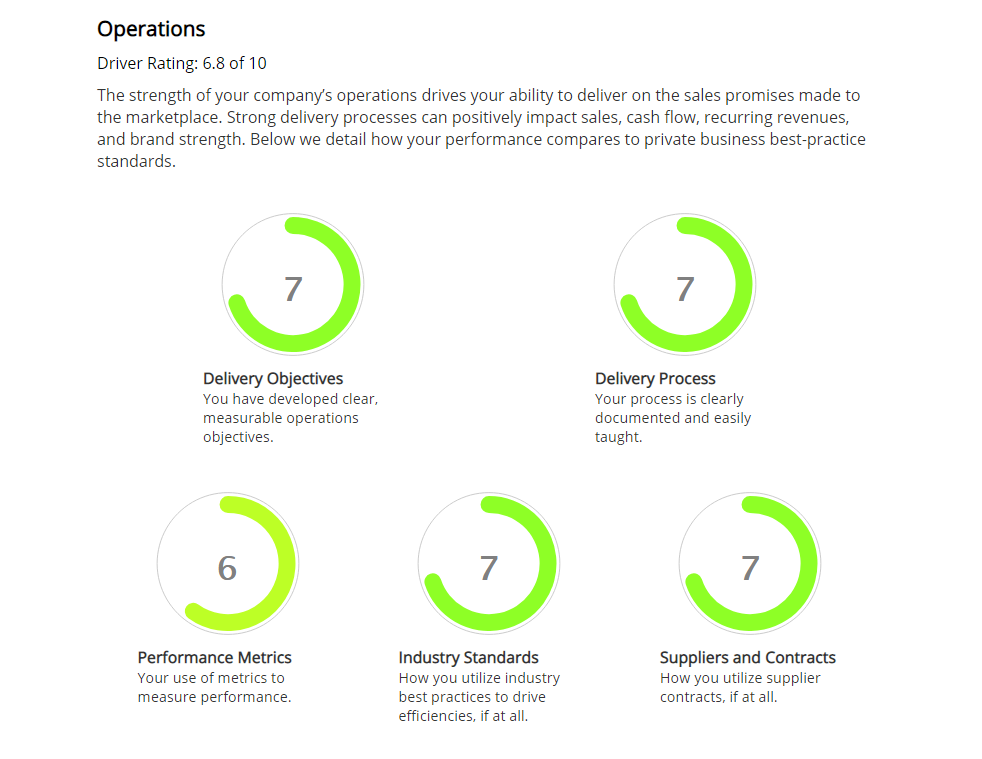 Operations
Driver Rating: 6.8 of 10
The strength of your company’s operations drives your ability to deliver on the sales promises made to
the marketplace. Strong delivery processes can positively impact sales, cash flow, recurring revenues,
and brand strength. Below we detail how your performance compares to private business best-practice
standards.
7
Delivery Objectives
You have developed clear,
measurable operations
objectives.
7
Delivery Process
Your process is clearly
documented and easily
taught.
6
Performance Metrics
Your use of metrics to
measure performance.
7
Industry Standards
How you utilize industry
best practices to drive
efficiencies, if at all.
7
Suppliers and Contracts
How you utilize supplier
contracts, if at all.